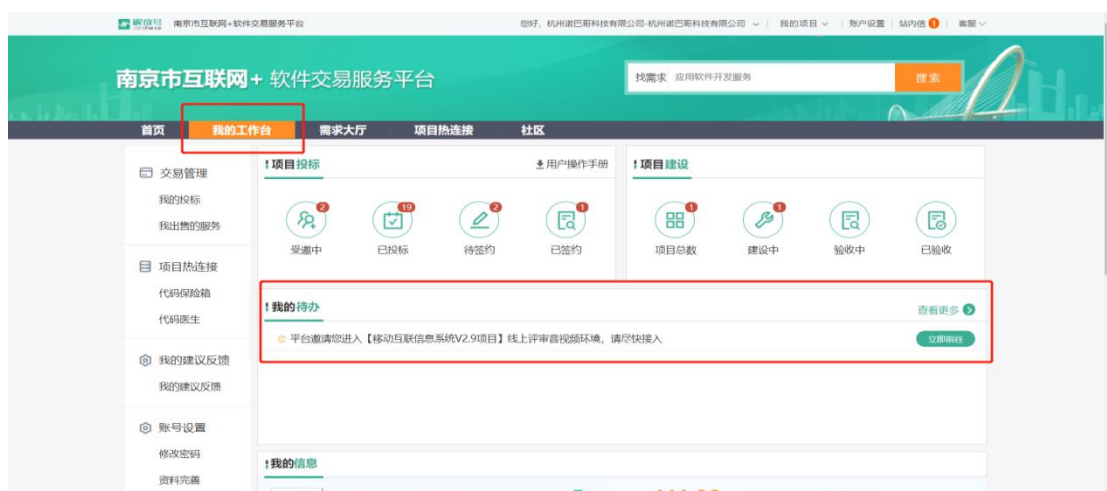 解放号 南京市互联网+软件交易服务平台
您好，杭州诺巴哥科技有限公司-杭州诺巴哥科技有限公司 | 我的项目 | 账户设置 | 站内信 1 | 客服
南京市互联网+ 软件交易服务平台
找需求 应用软件开发服务 搜索
首页 我的工作台 需求大厅 项目热连接 社区
交易管理
我的投标
我出售的服务
项目热连接
代码保险箱
代码医生
我的建议反馈
我的建议反馈
账号设置
修改密码
资料完善
项目投标 用户操作手册
2 19 2 1
受邀中 已投标 待签约 已签约
项目建设
1 1
项目总数 建设中 验收中 已验收
我的待办 查看更多
平台邀请您进入【移动互联信息系统V2.9项目】线上评审音视频环境，请尽快接入 立即前往
我的信息